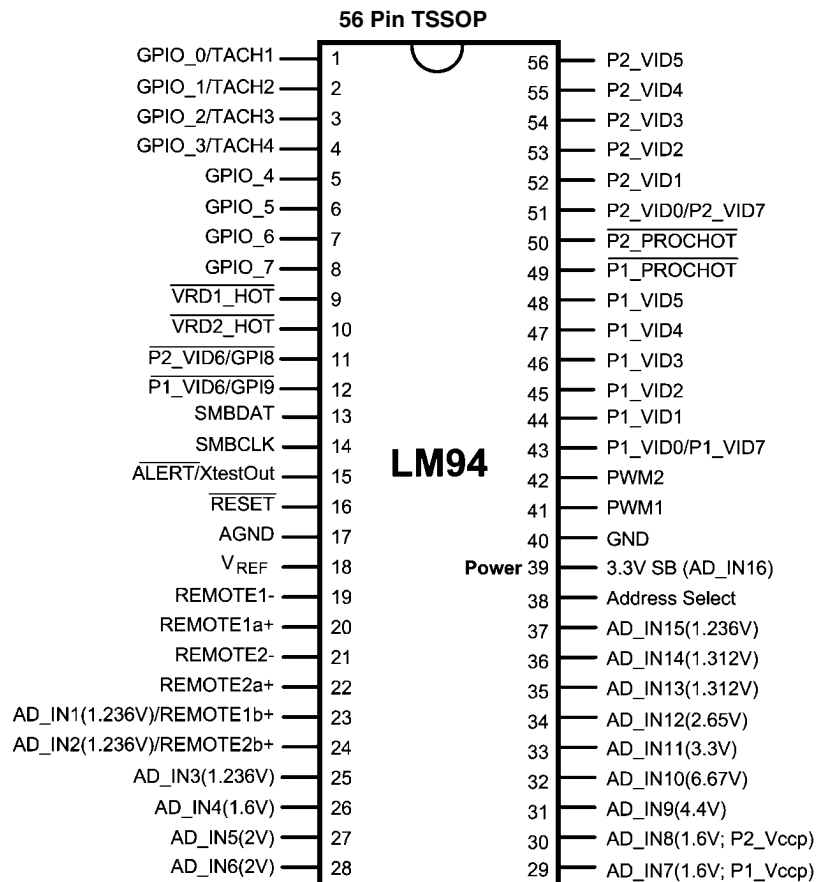 56 Pin TSSOP
GPIO_0/TACH1 1 56 P2_VID5
GPIO_1/TACH2 2 55 P2_VID4
GPIO_2/TACH3 3 54 P2_VID3
GPIO_3/TACH4 4 53 P2_VID2
GPIO_4 5 52 P2_VID1
GPIO_5 6 51 P2_VID0/P2_VID7
GPIO_6 7 50 P2_PROCHOT
GPIO_7 8 49 P1_PROCHOT
VRD1_HOT 9 48 P1_VID5
VRD2_HOT 10 47 P1_VID4
P2_VID6/GPI8 11 46 P1_VID3
P1_VID6/GPI9 12 45 P1_VID2
SMBDAT 13 44 P1_VID1
SMBCLK 14 LM94 43 P1_VID0/P1_VID7
ALERT/XtestOut 15 42 PWM2
RESET 16 41 PWM1
AGND 17 40 GND
VREF 18 Power 39 3.3V SB (AD_IN16)
REMOTE1- 19 38 Address Select
REMOTE1a+ 20 37 AD_IN15(1.236V)
REMOTE2- 21 36 AD_IN14(1.312V)
REMOTE2a+ 22 35 AD_IN13(1.312V)
AD_IN1(1.236V)/REMOTE1b+ 23 34 AD_IN12(2.65V)
AD_IN2(1.236V)/REMOTE2b+ 24 33 AD_IN11(3.3V)
AD_IN3(1.236V) 25 32 AD_IN10(6.67V)
AD_IN4(1.6V) 26 31 AD_IN9(4.4V)
AD_IN5(2V) 27 30 AD_IN8(1.6V; P2_Vccp)
AD_IN6(2V) 28 29 AD_IN7(1.6V; P1_Vccp)